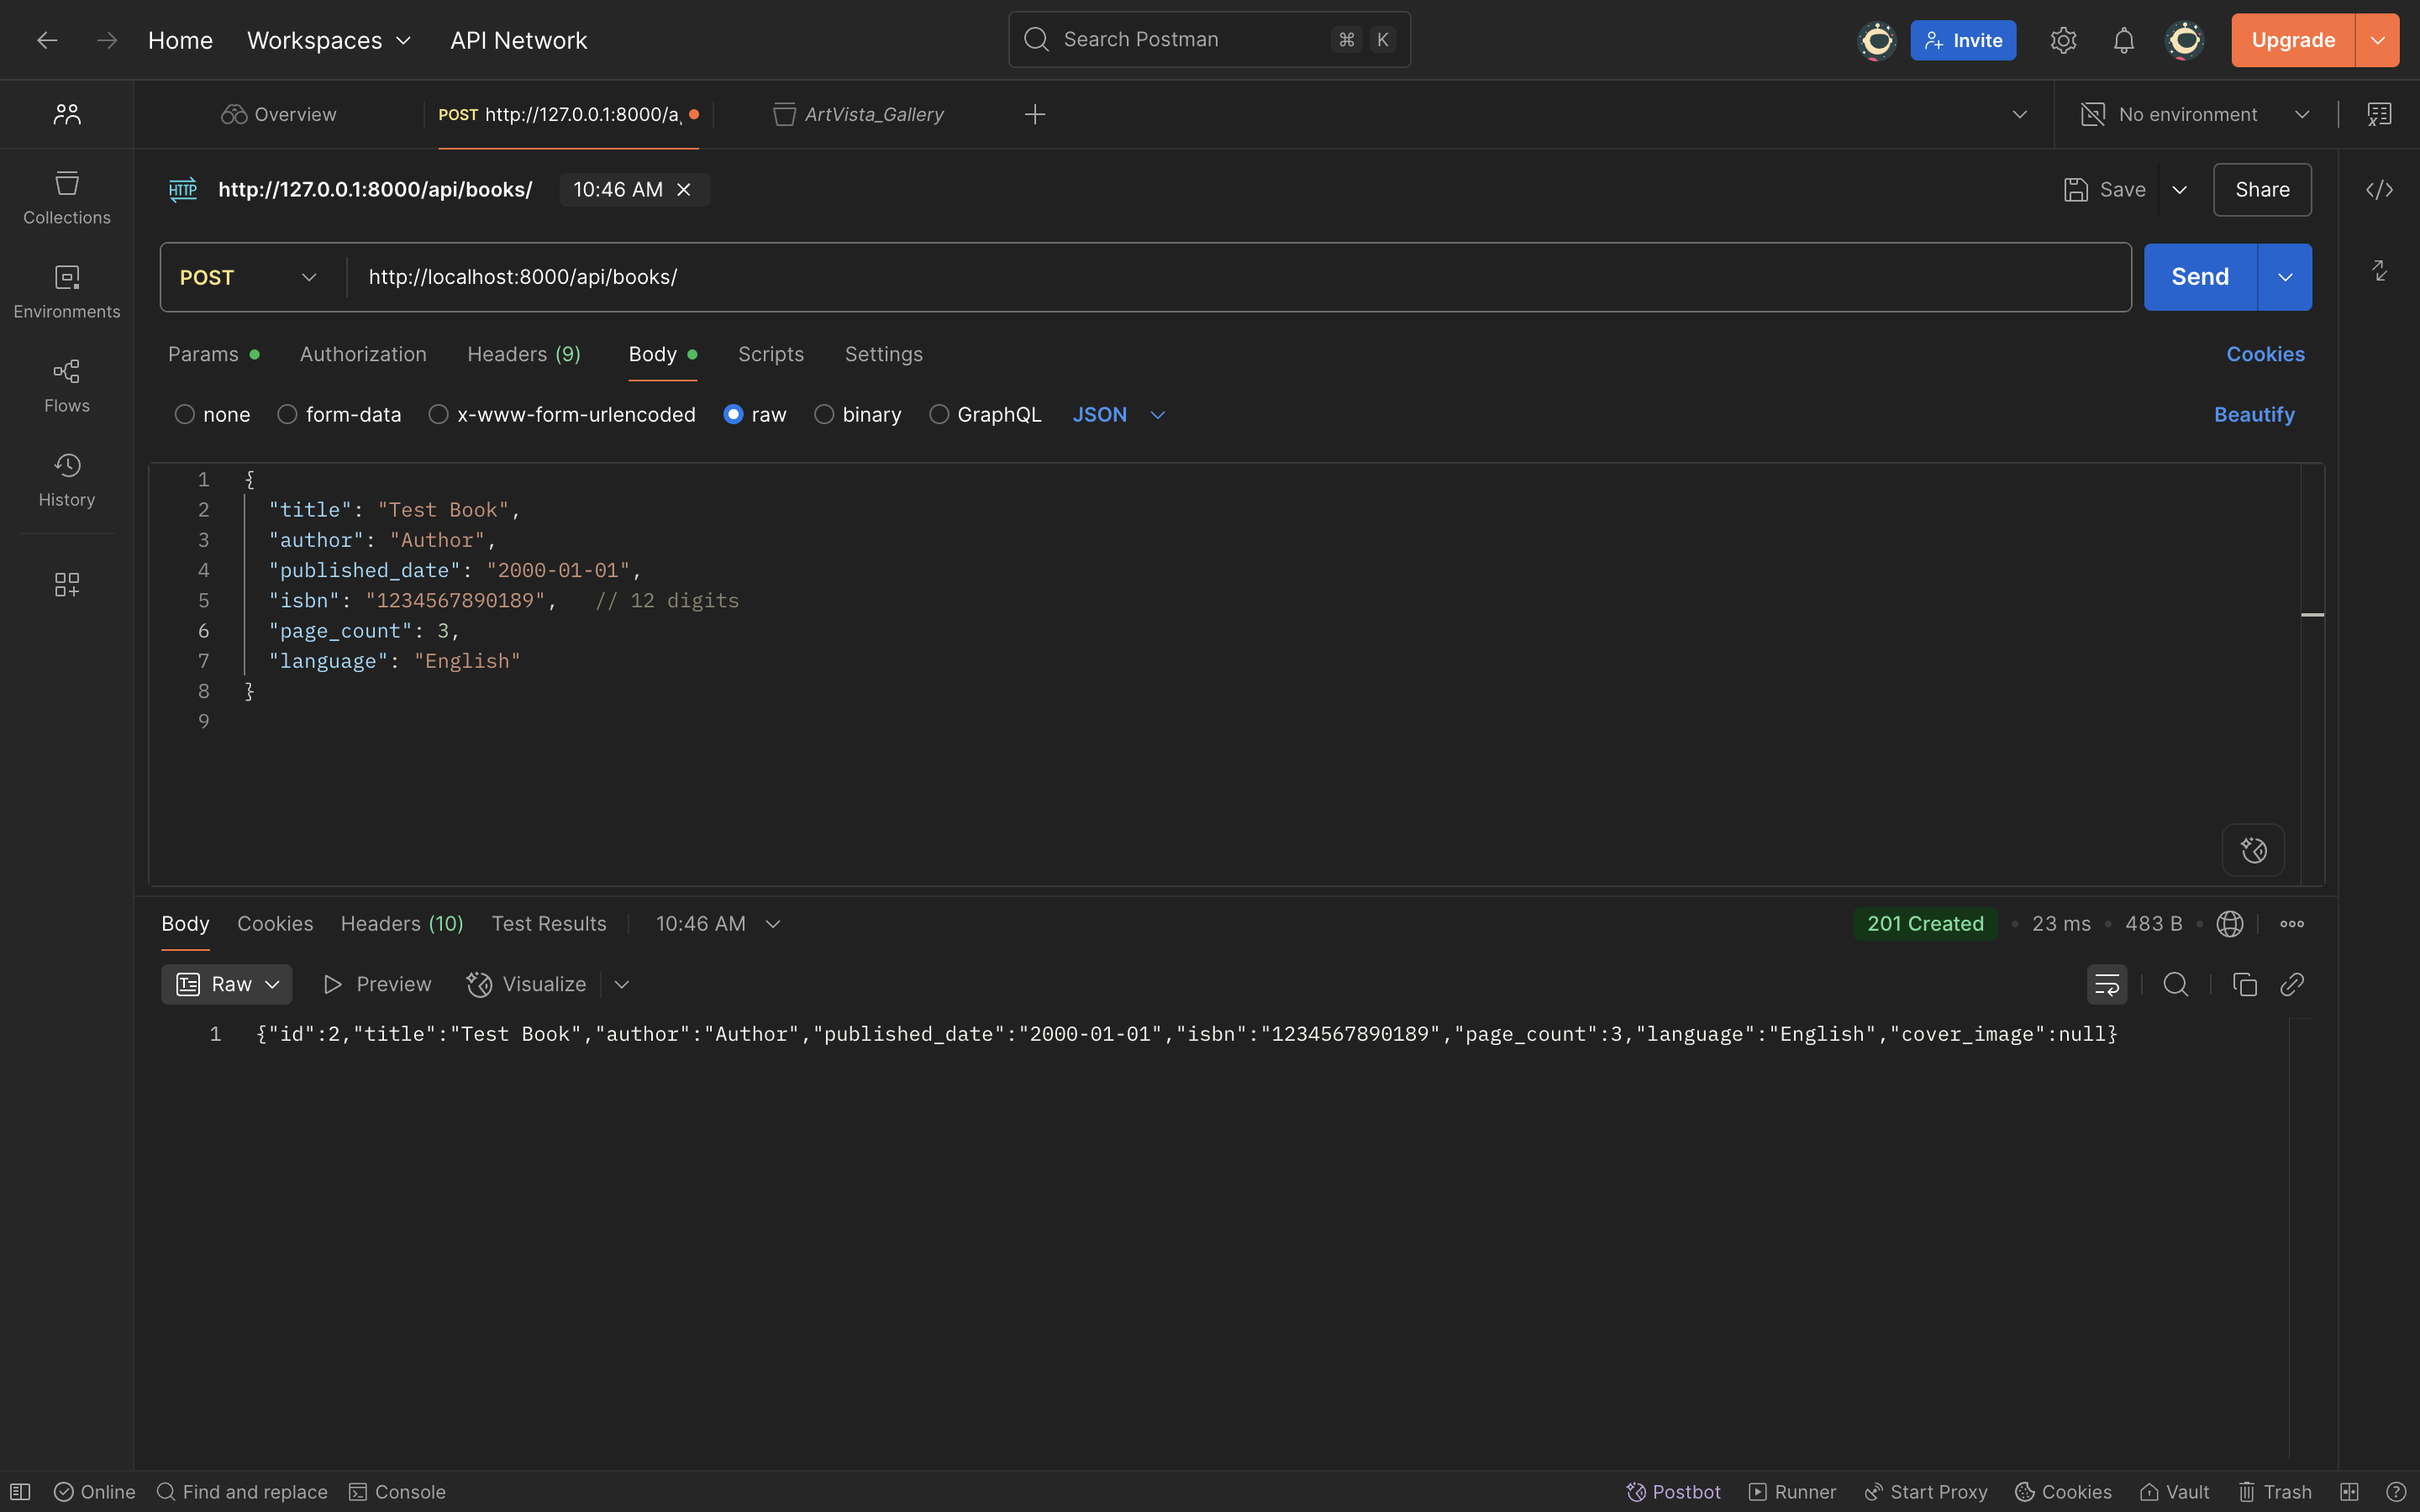 Home Workspaces API Network Search Postman ⌘ K Invite Upgrade
Overview POST http://127.0.0.1:8000/a ArtVista_Gallery No environment
HTTP http://127.0.0.1:8000/api/books/ 10:46 AM Save Share
Collections
POST http://localhost:8000/api/books/ Send
Environments
Params Authorization Headers (9) Body Scripts Settings Cookies
Flows
none form-data x-www-form-urlencoded raw binary GraphQL JSON Beautify
History
1 {
2 "title": "Test Book",
3 "author": "Author",
4 "published_date": "2000-01-01",
5 "isbn": "1234567890189", // 12 digits
6 "page_count": 3,
7 "language": "English"
8 }
9
Body Cookies Headers (10) Test Results 10:46 AM 201 Created • 23 ms • 483 B •
Raw Preview Visualize
1 {"id":2,"title":"Test Book","author":"Author","published_date":"2000-01-01","isbn":"1234567890189","page_count":3,"language":"English","cover_image":null}
Online Find and replace Console Postbot Runner Start Proxy Cookies Vault Trash